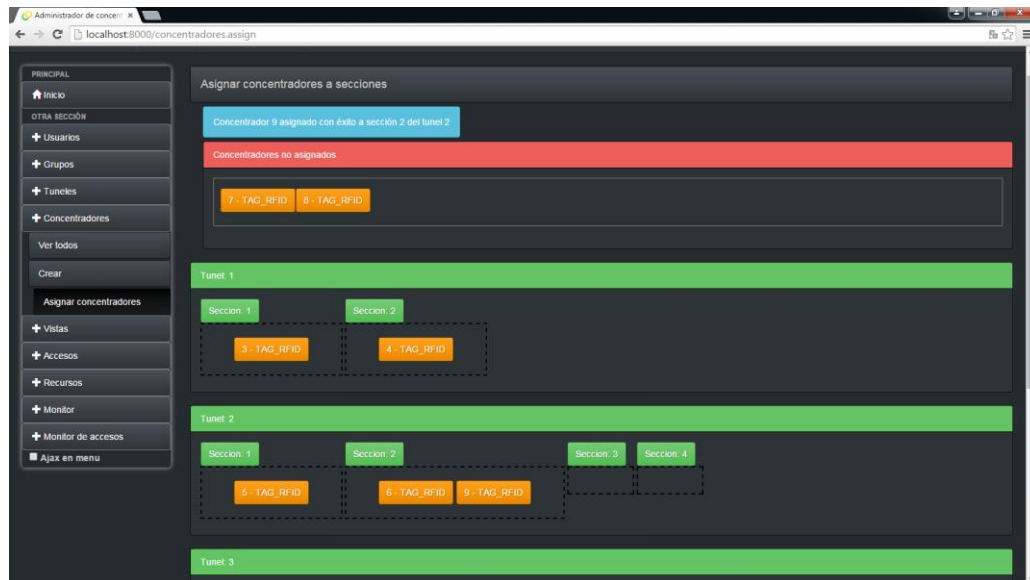 Administrador de concent
localhost:8000/concentradores.assign
PRINCIPAL
Inicio
OTRA SECCIÓN
Usuarios
Grupos
Tuneles
Concentradores
Ver todos
Crear
Asignar concentradores
Vistas
Accesos
Recursos
Monitor
Monitor de accesos
Ajax en menu
Asignar concentradores a secciones
Concentrador 9 asignado con éxito a sección 2 del tunel 2
Concentradores no asignados
7 - TAG_RFID 8 - TAG_RFID
Tunel: 1
Seccion: 1 Seccion: 2
3 - TAG_RFID 4 - TAG_RFID
Tunel: 2
Seccion: 1 Seccion: 2 Seccion: 3 Seccion: 4
5 - TAG_RFID 6 - TAG_RFID 9 - TAG_RFID
Tunel: 3